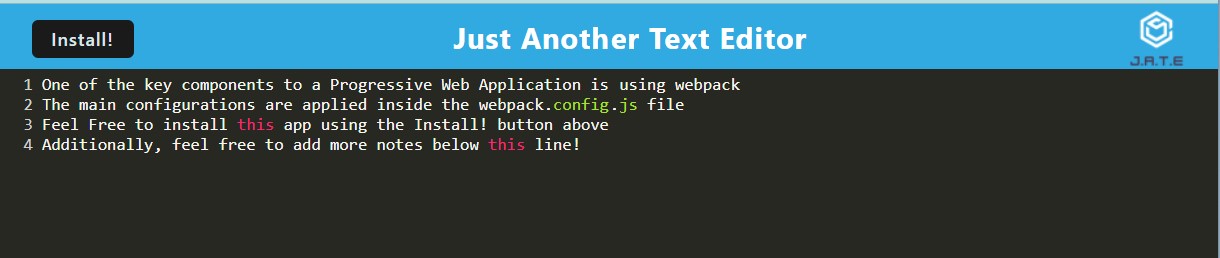 Install!
Just Another Text Editor
J.A.T.E
1 One of the key components to a Progressive Web Application is using webpack
2 The main configurations are applied inside the webpack.config.js file
3 Feel Free to install this app using the Install! button above
4 Additionally, feel free to add more notes below this line!